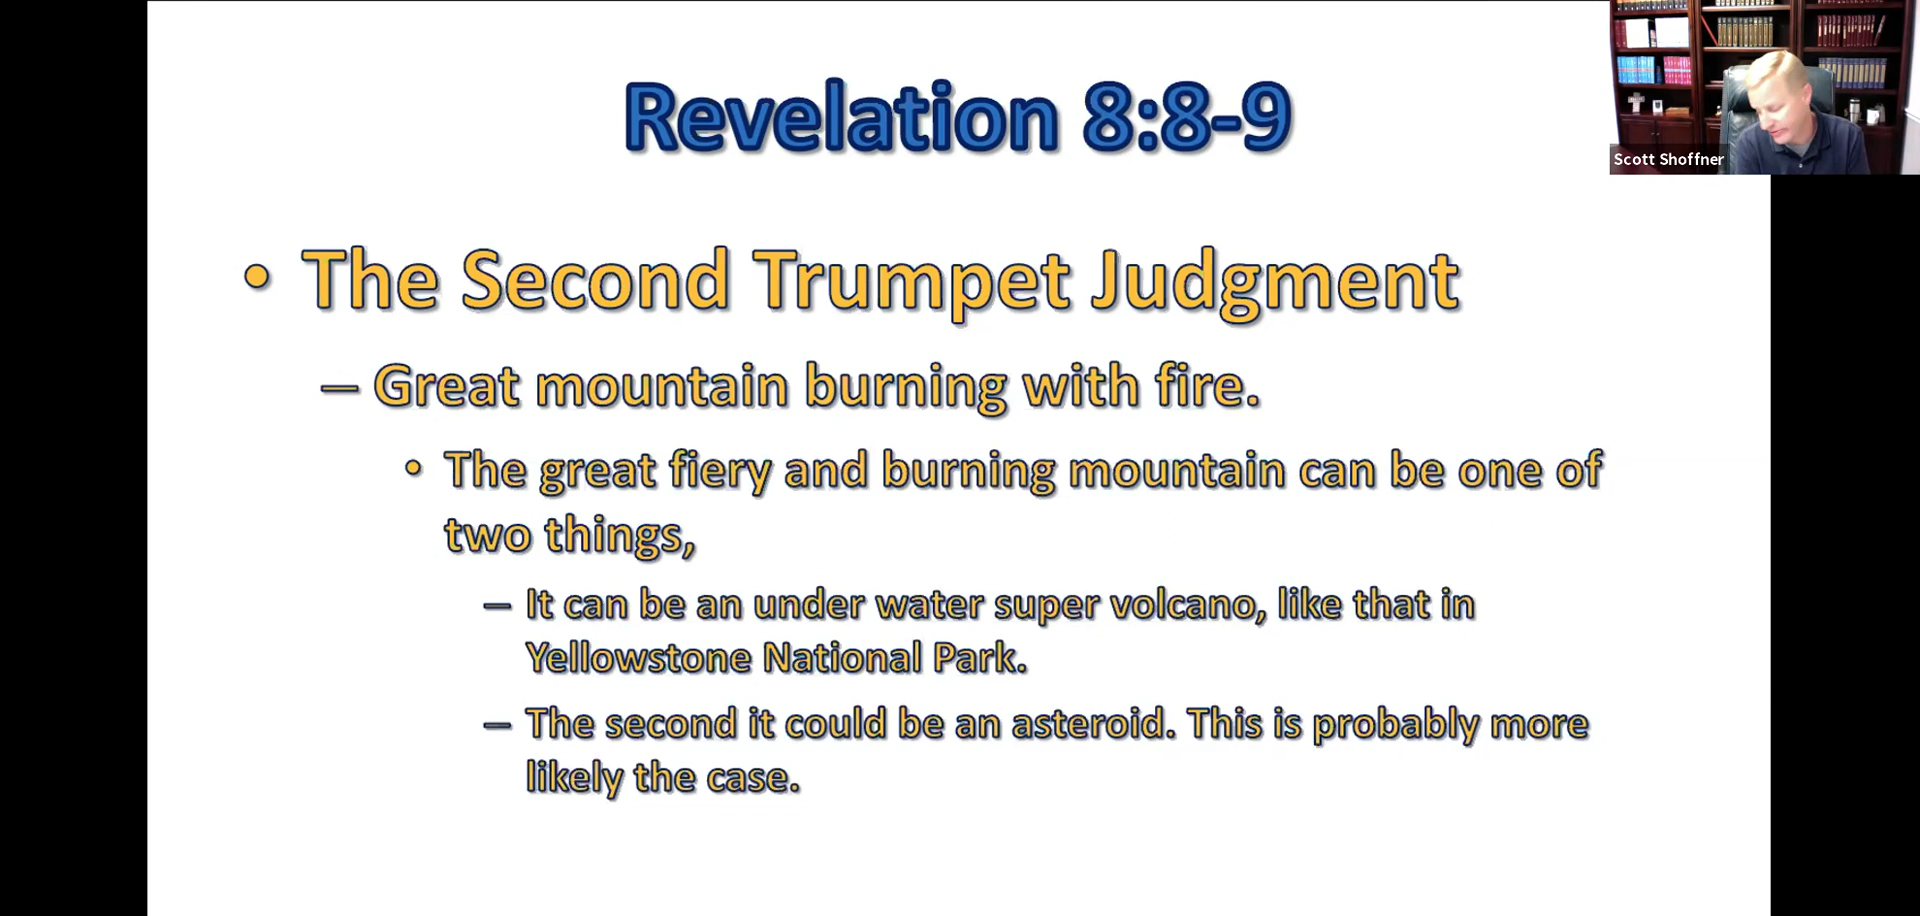 Revelation 8:8-9
Scott Shoffner
• The Second Trumpet Judgment
– Great mountain burning with fire.
• The great fiery and burning mountain can be one of
two things,
– It can be an under water super volcano, like that in
Yellowstone National Park.
– The second it could be an asteroid. This is probably more
likely the case.